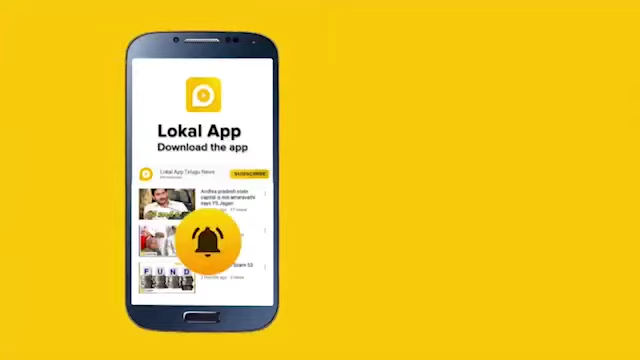 Lokal App
Download the app
Lokal App Telugu News
SUBSCRIBE
Andhra pradesh state
capital is not amaravathi
says YS Jagan
FUND